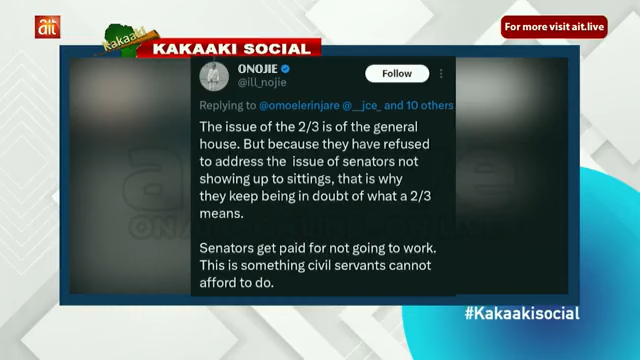 ait
For more visit ait.live
Kakaaki
KAKAAKI SOCIAL
ONOJIE
@ill_nojie
Follow
Replying to @omoelerinjare @__jce_ and 10 others
The issue of the 2/3 is of the general
house. But because they have refused
to address the issue of senators not
showing up to sittings, that is why
they keep being in doubt of what a 2/3
means.
Senators get paid for not going to work.
This is something civil servants cannot
afford to do.
#Kakaakisocial